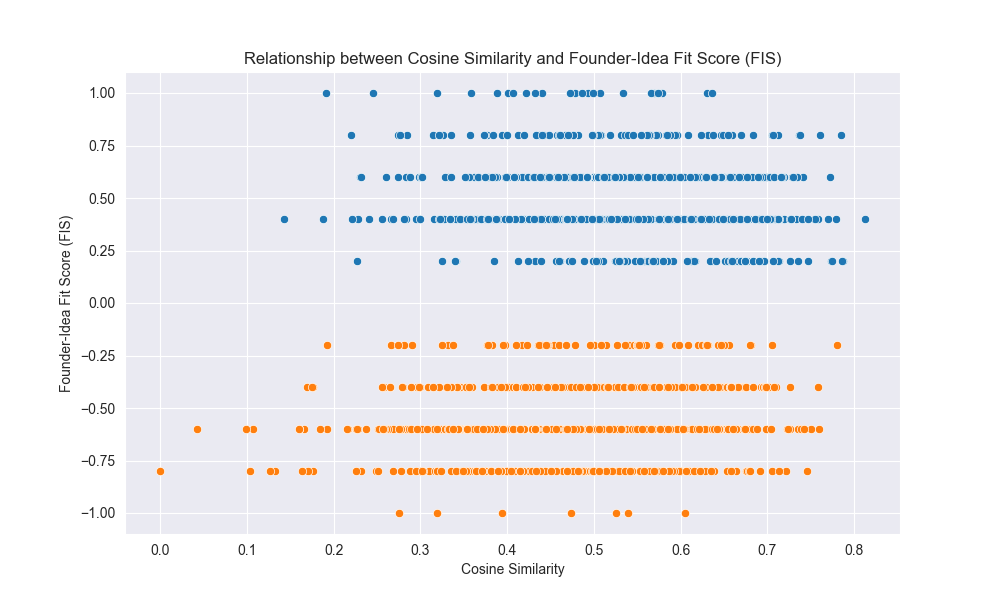 Relationship between Cosine Similarity and Founder-Idea Fit Score (FIS)
1.00
0.75
0.50
0.25
0.00
−0.25
−0.50
−0.75
−1.00
Founder-Idea Fit Score (FIS)
0.0 0.1 0.2 0.3 0.4 0.5 0.6 0.7 0.8
Cosine Similarity